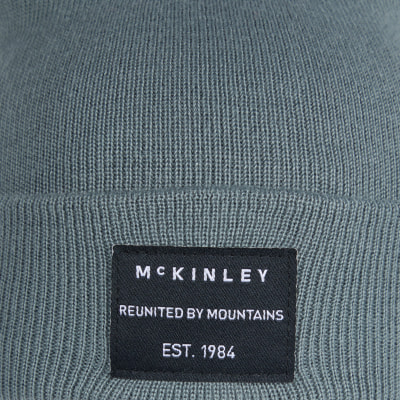 McKINLEY
REUNITED BY MOUNTAINS
EST. 1984